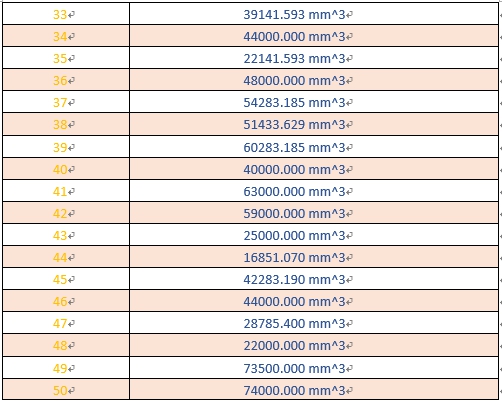 33 39141.593 mm^3
34 44000.000 mm^3
35 22141.593 mm^3
36 48000.000 mm^3
37 54283.185 mm^3
38 51433.629 mm^3
39 60283.185 mm^3
40 40000.000 mm^3
41 63000.000 mm^3
42 59000.000 mm^3
43 25000.000 mm^3
44 16851.070 mm^3
45 42283.190 mm^3
46 44000.000 mm^3
47 28785.400 mm^3
48 22000.000 mm^3
49 73500.000 mm^3
50 74000.000 mm^3